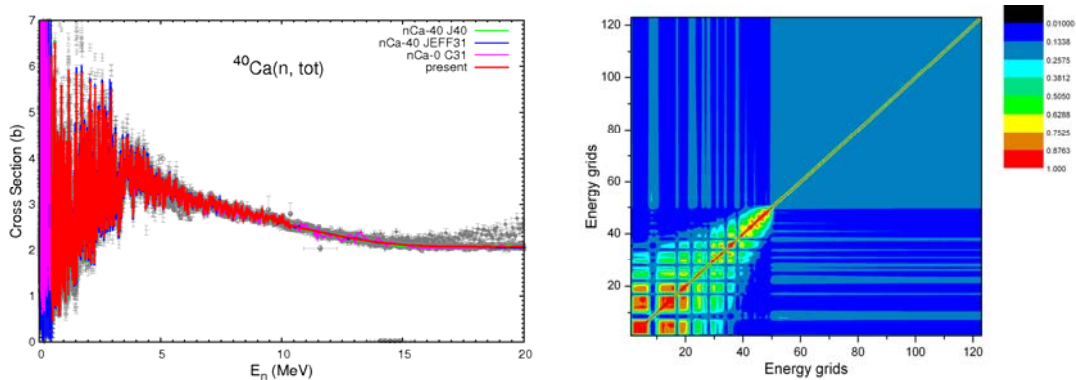 7
6
5
4
3
2
1
0
Cross Section (b)
nCa-40 J40
nCa-40 JEFF31
nCa-0 C31
present
⁴⁰Ca(n, tot)
0 5 10 15 20
Eₙ (MeV)
120
100
80
60
40
20
Energy grids
20 40 60 80 100 120
Energy grids
0.01000
0.1338
0.2575
0.3812
0.5050
0.6288
0.7525
0.8763
1.000